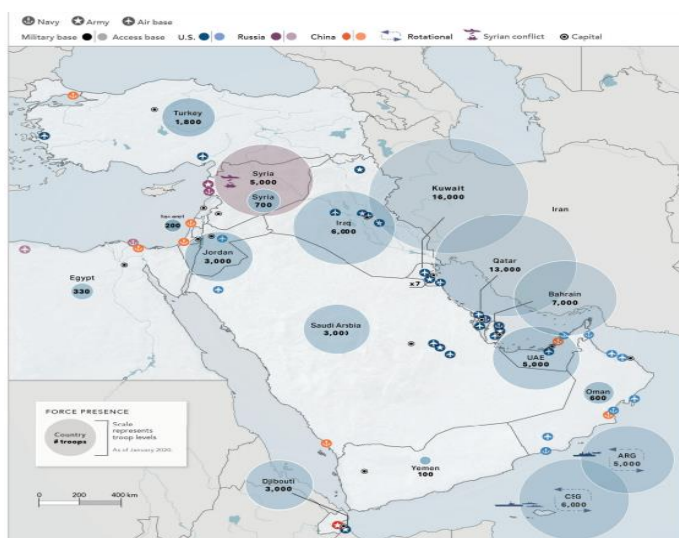 Navy Army Air base
Military base Access base U.S. Russia China Rotational Syrian conflict Capital
Turkey
1,800
Syria
5,000
Syria
700
Kuwait
16,000
Iran
Israel
200
Iraq
6,000
Jordan
3,000
Qatar
13,000
x7
Egypt
330
Bahrain
7,000
Saudi Arabia
3,000
UAE
5,000
Oman
600
FORCE PRESENCE
Country
# troops
Scale
represents
troop levels
As of January 2020.
ARG
5,000
Yemen
100
Djibouti
3,000
CSG
6,000
0 200 400 km